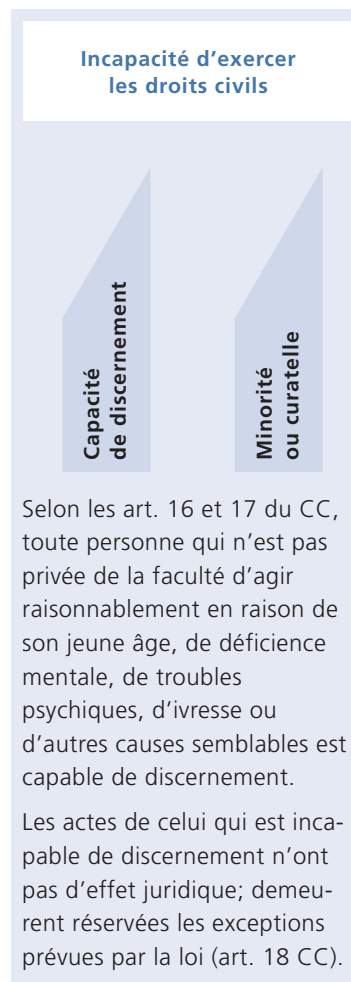 Incapacité d’exercer
les droits civils
Capacité
de discernement
Minorité
ou curatelle
Selon les art. 16 et 17 du CC,
toute personne qui n’est pas
privée de la faculté d’agir
raisonnablement en raison de
son jeune âge, de déficience
mentale, de troubles
psychiques, d’ivresse ou
d’autres causes semblables est
capable de discernement.
Les actes de celui qui est inca-
pable de discernement n’ont
pas d’effet juridique; demeu-
rent réservées les exceptions
prévues par la loi (art. 18 CC).